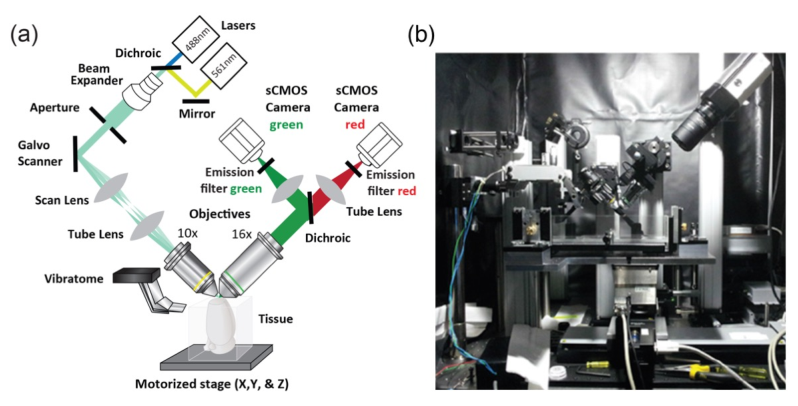 (a)
Lasers
488nm
561nm
Dichroic
Beam
Expander
Mirror
Aperture
Galvo
Scanner
Scan Lens
Tube Lens
sCMOS
Camera
green
sCMOS
Camera
red
Emission
filter green
Emission
filter red
Tube Lens
Dichroic
Objectives
10x
16x
Vibratome
Tissue
Motorized stage (X,Y, & Z)
(b)